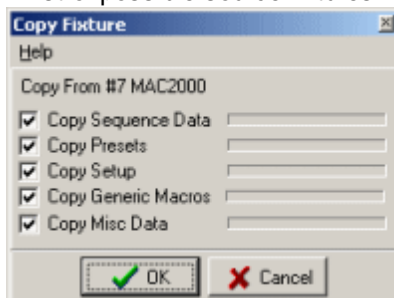 Copy Fixture
Help
Copy From #7 MAC2000
Copy Sequence Data
Copy Presets
Copy Setup
Copy Generic Macros
Copy Misc Data
OK Cancel